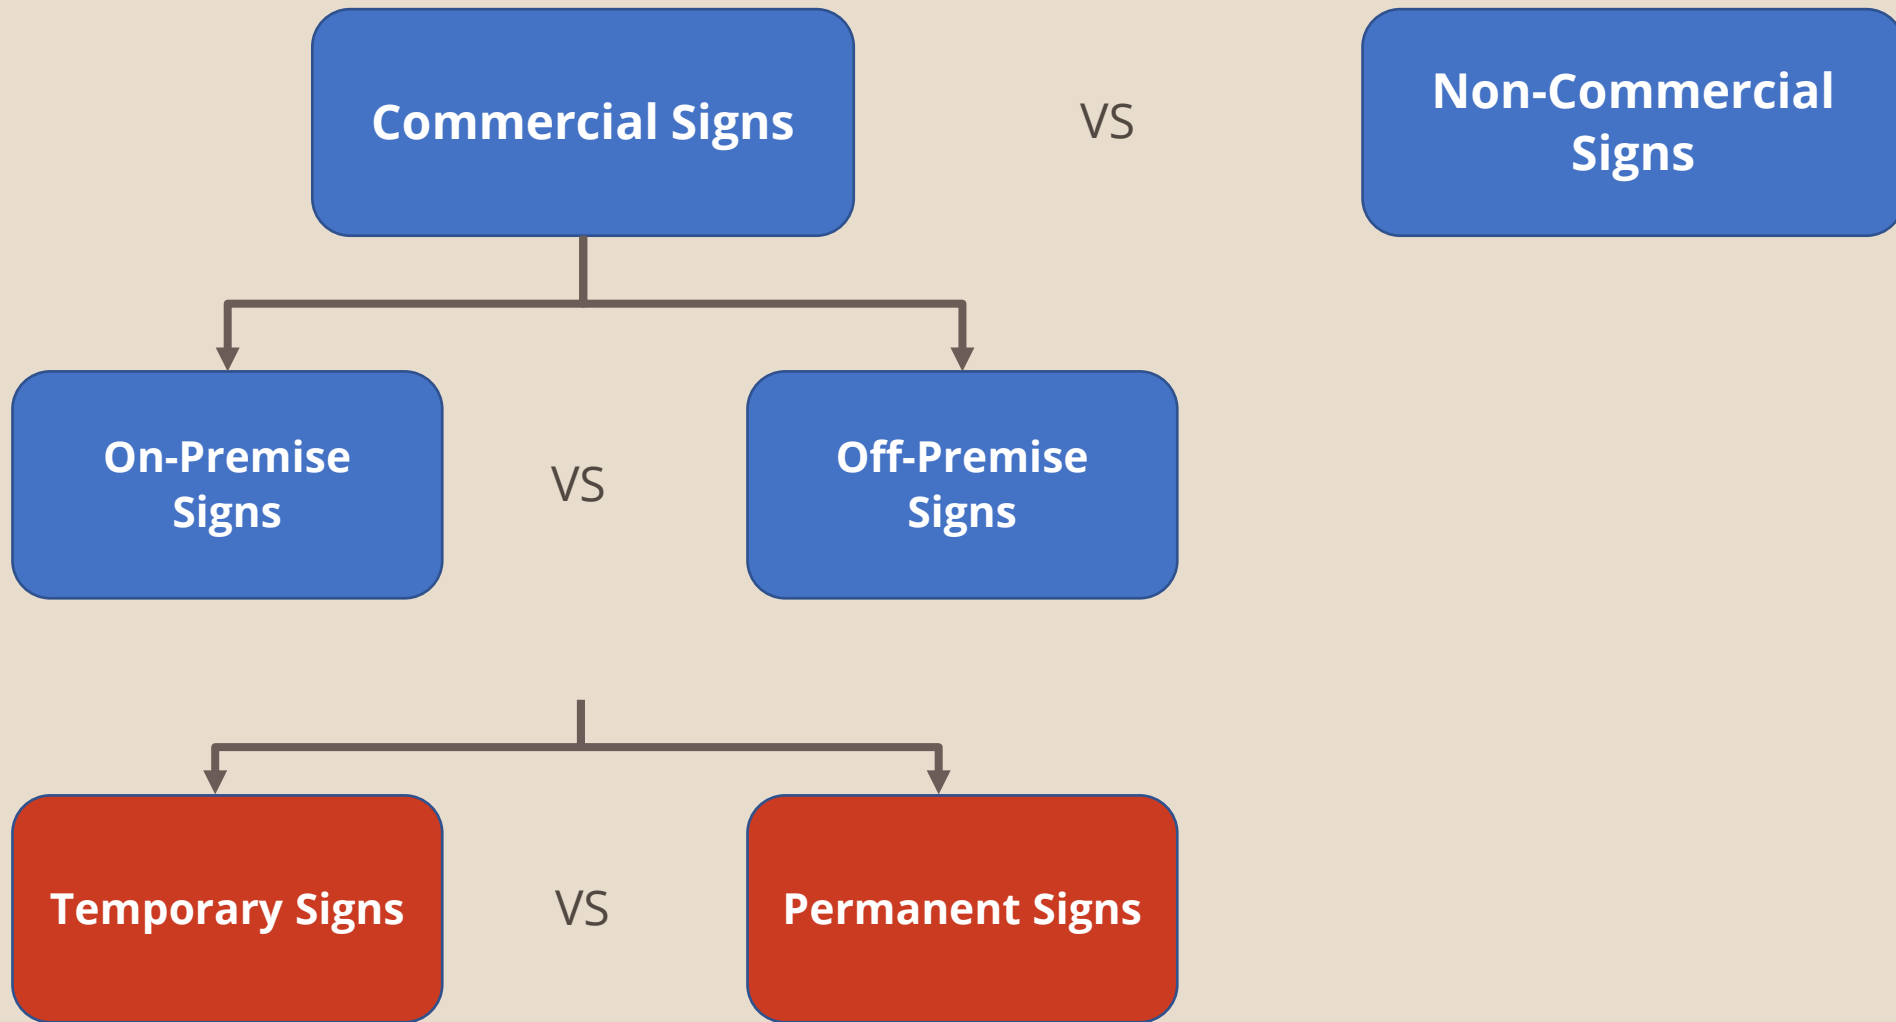 Commercial Signs
VS
Non-Commercial
Signs
On-Premise
Signs
VS
Off-Premise
Signs
Temporary Signs
VS
Permanent Signs